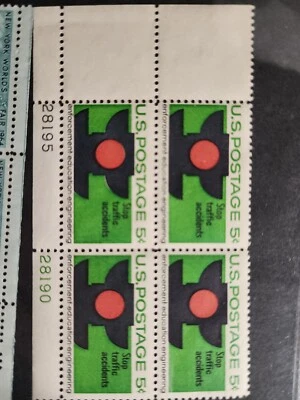 NEW YORK WORLD'S FAIR 1964
28195
28190
U.S. POSTAGE 5¢
Stop
traffic
accidents
enforcement education engineering
U.S. POSTAGE 5¢
Stop
traffic
accidents
enforcement education engineering
U.S. POSTAGE 5¢
Stop
traffic
accidents
enforcement education engineering
U.S. POSTAGE 5¢
Stop
traffic
accidents
enforcement education engineering